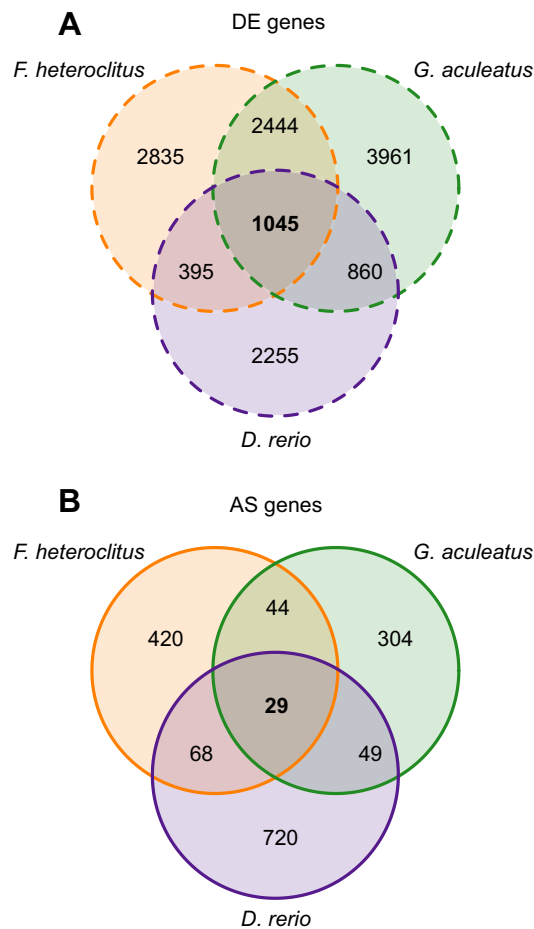 A
DE genes
F. heteroclitus
G. aculeatus
2444
2835
3961
1045
395
860
2255
D. rerio
B
AS genes
F. heteroclitus
G. aculeatus
44
420
304
29
68
49
720
D. rerio